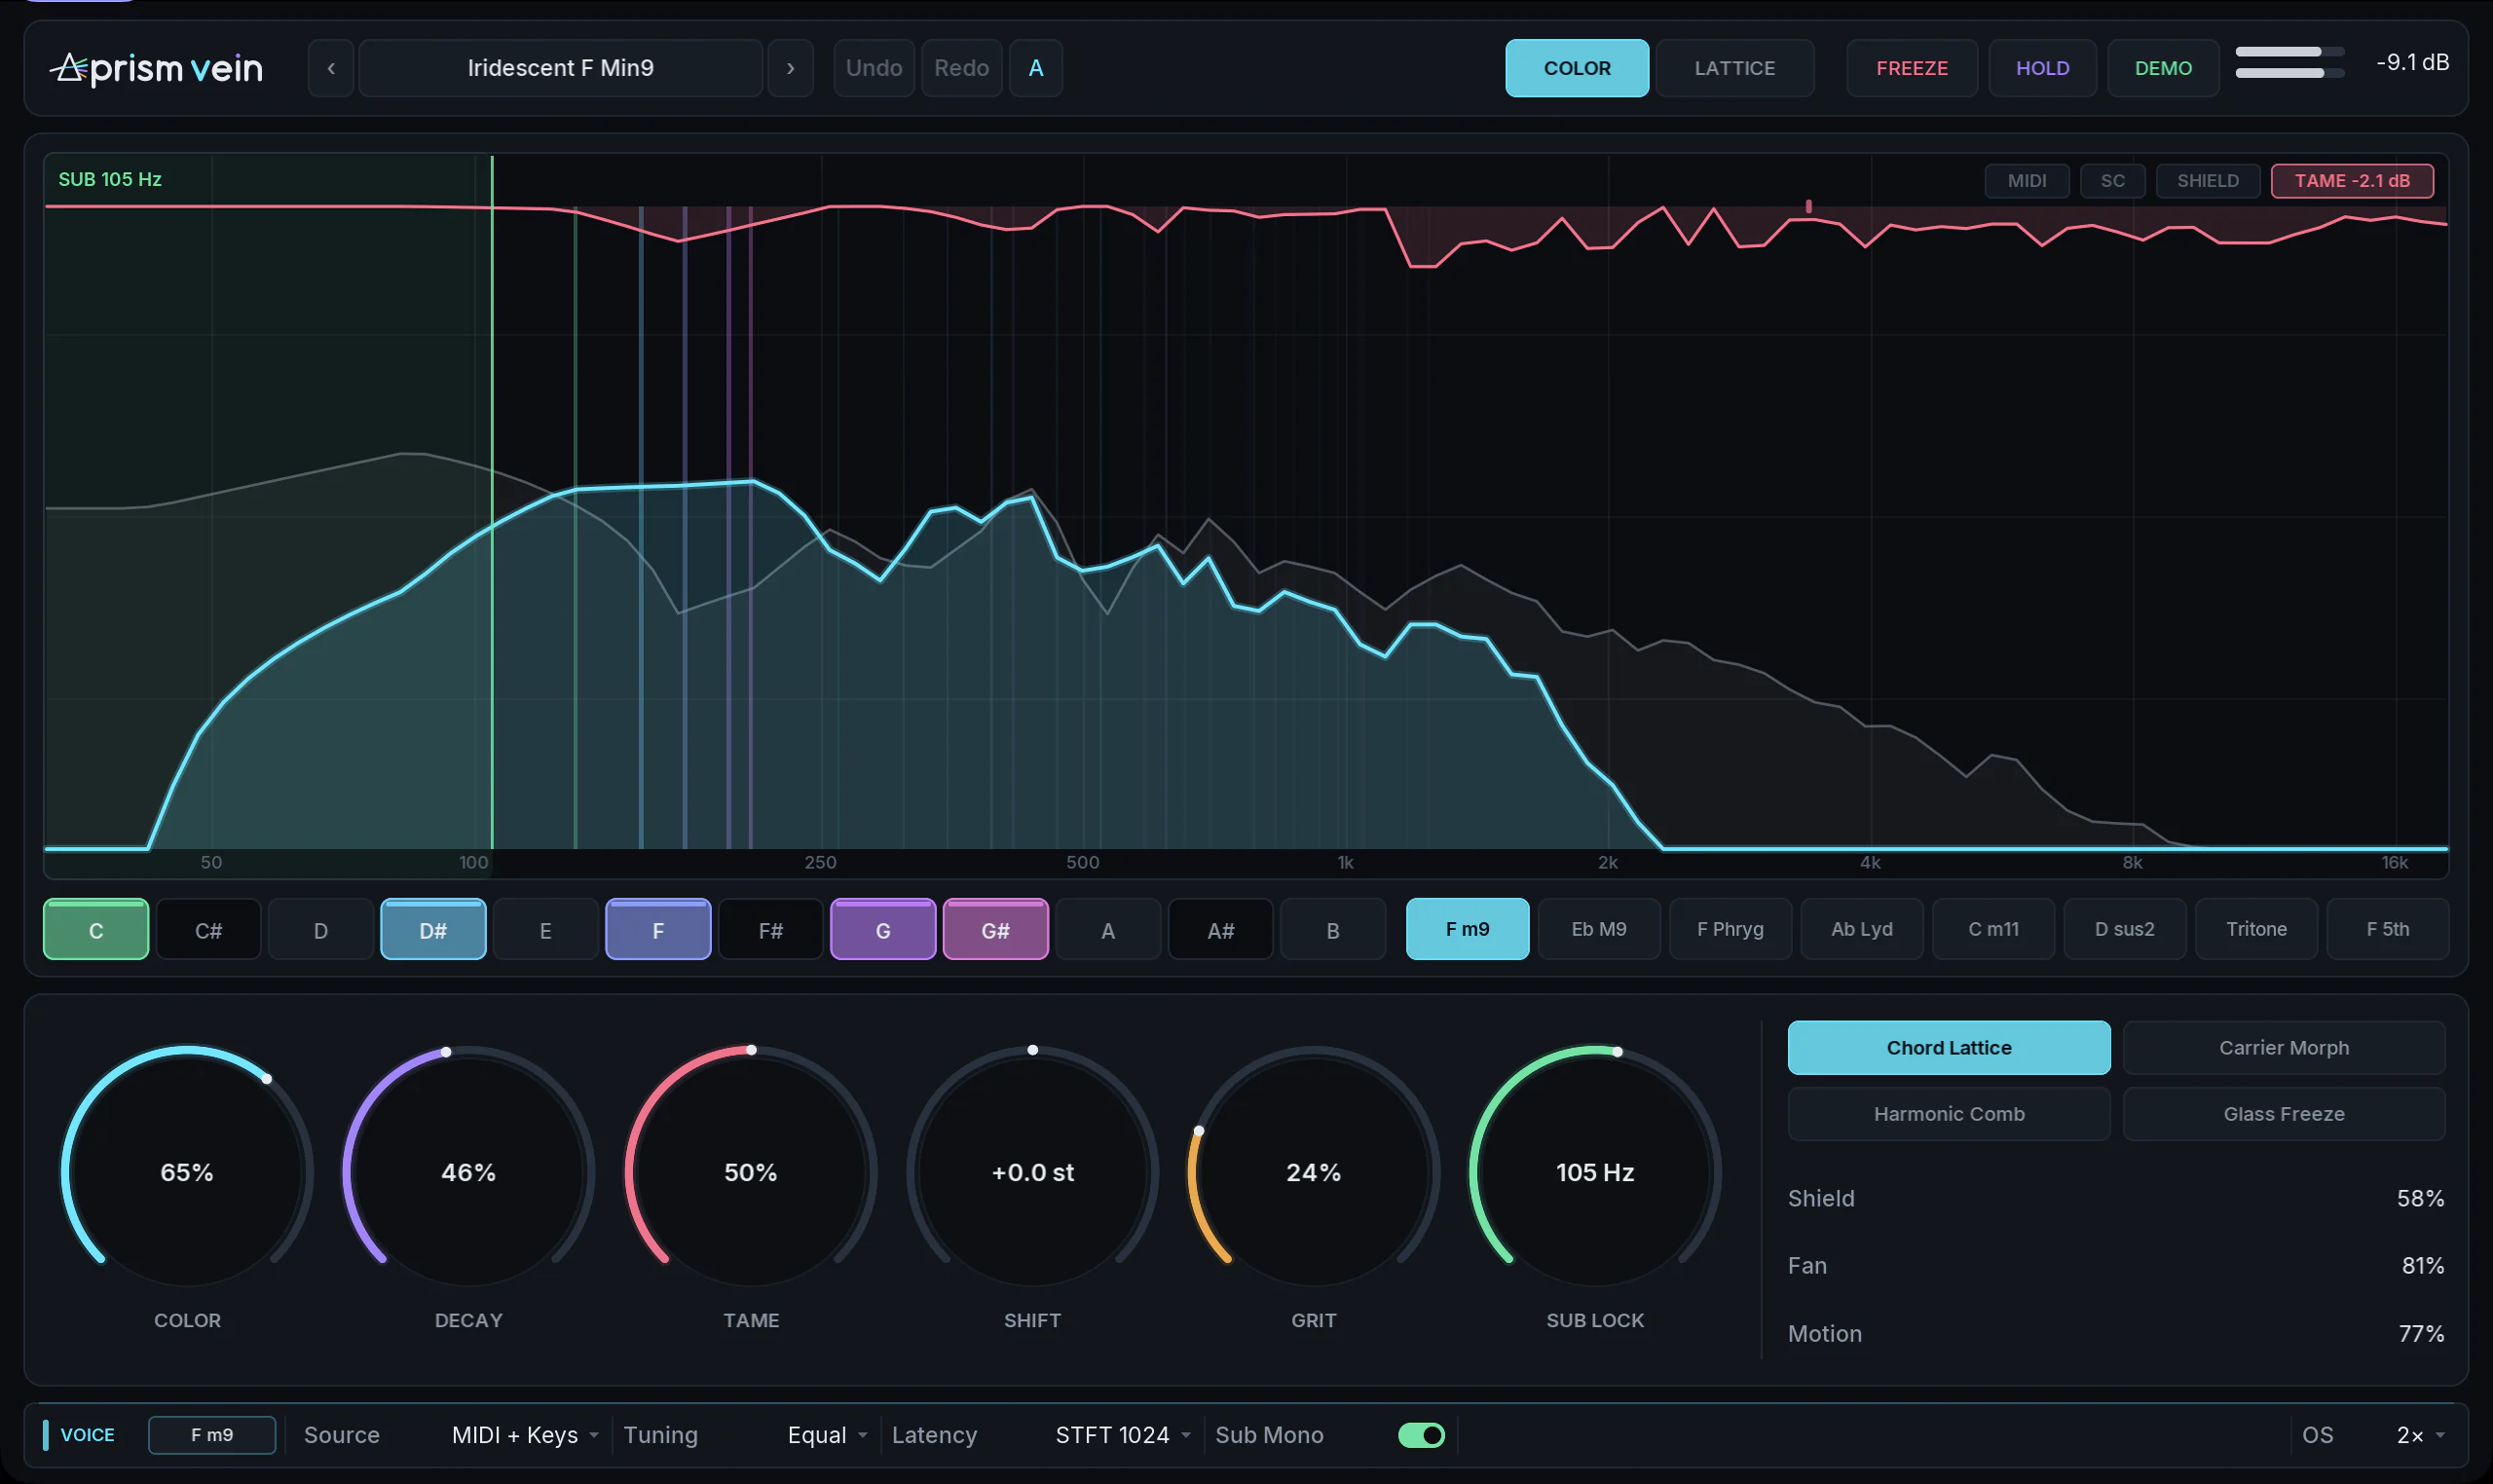 prism vein ‹ Iridescent F Min9 › Undo Redo A COLOR LATTICE FREEZE HOLD DEMO -9.1 dB
SUB 105 Hz MIDI SC SHIELD TAME -2.1 dB
50 100 250 500 1k 2k 4k 8k 16k
C C# D D# E F F# G G# A A# B F m9 Eb M9 F Phryg Ab Lyd C m11 D sus2 Tritone F 5th
Chord Lattice Carrier Morph
Harmonic Comb Glass Freeze
65% 46% 50% +0.0 st 24% 105 Hz
COLOR DECAY TAME SHIFT GRIT SUB LOCK
Shield 58%
Fan 81%
Motion 77%
VOICE F m9 Source MIDI + Keys Tuning Equal Latency STFT 1024 Sub Mono OS 2×